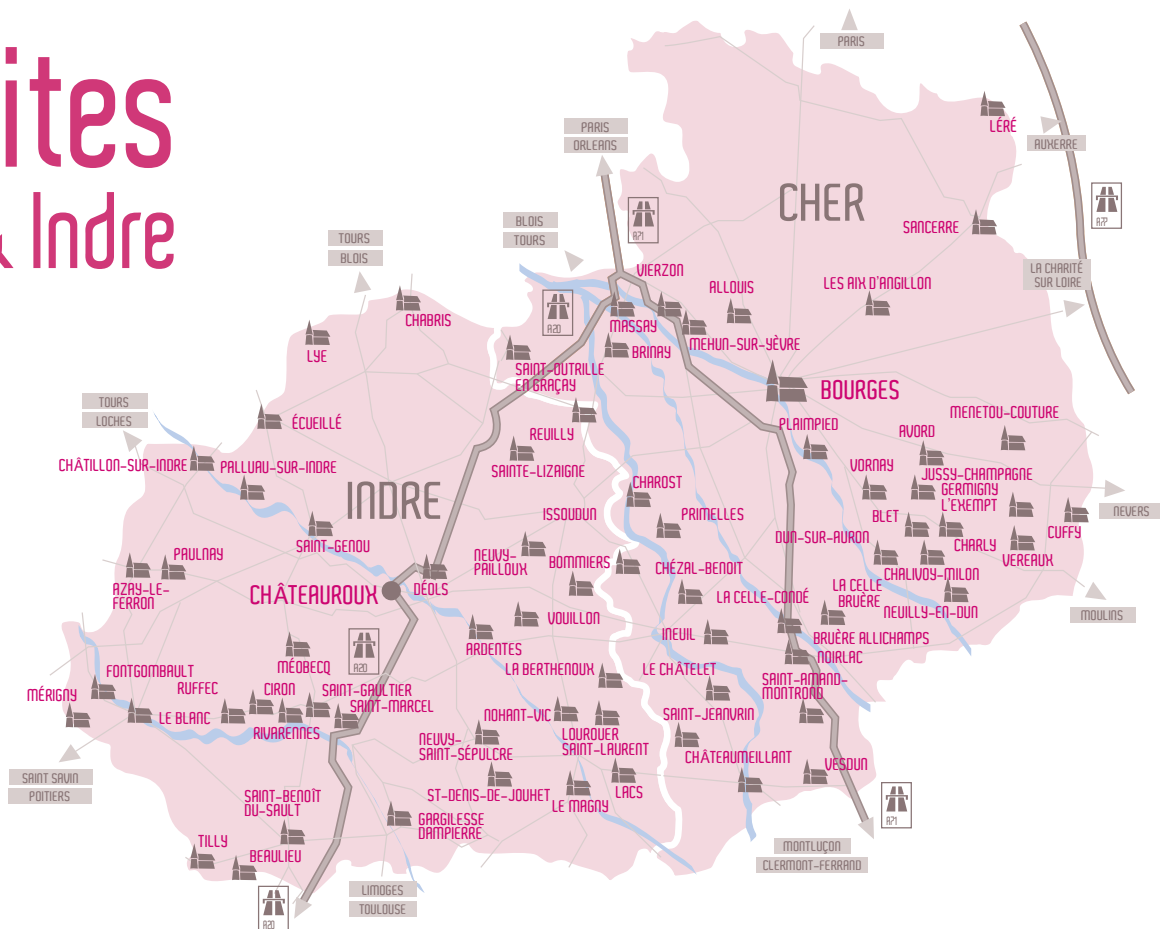 ites
& Indre
PARIS
LÉRÉ
AUXERRE
PARIS
ORLEANS
A71
CHER
A77
SANCERRE
BLOIS
TOURS
TOURS
BLOIS
LA CHARITÉ
SUR LOIRE
VIERZON
ALLOUIS
LES AIX D'ANGILLON
A20
CHABRIS
MASSAY
MEHUN-SUR-YÈVRE
BRINAY
LYE
SAINT-OUTRILLE
EN GRAÇAY
BOURGES
TOURS
LOCHES
ÉCUEILLÉ
MENETOU-COUTURE
PLAIMPIED
AVORD
REUILLY
CHÂTILLON-SUR-INDRE
PALLUAU-SUR-INDRE
SAINTE-LIZAIGNE
VORNAY
JUSSY-CHAMPAGNE
CHAROST
GERMIGNY
L'EXEMPT
INDRE
ISSOUDUN
PRIMELLES
BLET
NEVERS
CUFFY
DUN-SUR-AURON
CHARLY
VEREAUX
SAINT-GENOU
PAULNAY
NEUVY-
PAILLOUX
BOMMIERS
CHÉZAL-BENOIT
CHALIVOY-MILON
AZAY-LE-
FERRON
CHÂTEAUROUX
DÉOLS
LA CELLE-CONDÉ
LA CELLE
BRUÈRE
NEUILLY-EN-DUN
MOULINS
VOUILLON
INEUIL
BRUÈRE ALLICHAMPS
ARDENTES
A20
NOIRLAC
MÉOBECQ
FONTGOMBAULT
LA BERTHENOUX
LE CHÂTELET
SAINT-AMAND-
MONTROND
MÉRIGNY
RUFFEC
CIRON
SAINT-GAULTIER
SAINT-MARCEL
LE BLANC
NOHANT-VIC
SAINT-JEANVRIN
RIVARENNES
NEUVY-
SAINT-SÉPULCRE
LOUROUER
SAINT-LAURENT
CHÂTEAUMEILLANT
VESDUN
SAINT SAVIN
POITIERS
ST-DENIS-DE-JOUHET
LACS
LE MAGNY
SAINT-BENOÎT
DU-SAULT
A71
GARGILESSE
DAMPIERRE
TILLY
BEAULIEU
MONTLUÇON
CLERMONT-FERRAND
LIMOGES
TOULOUSE
A20